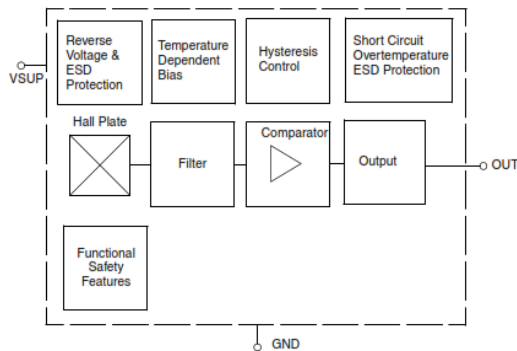 Reverse
Voltage &
ESD
Protection
Temperature
Dependent
Bias
Hysteresis
Control
Short Circuit
Overtemperature
ESD Protection
VSUP
Hall Plate
Filter
Comparator
Output
OUT
Functional
Safety
Features
GND